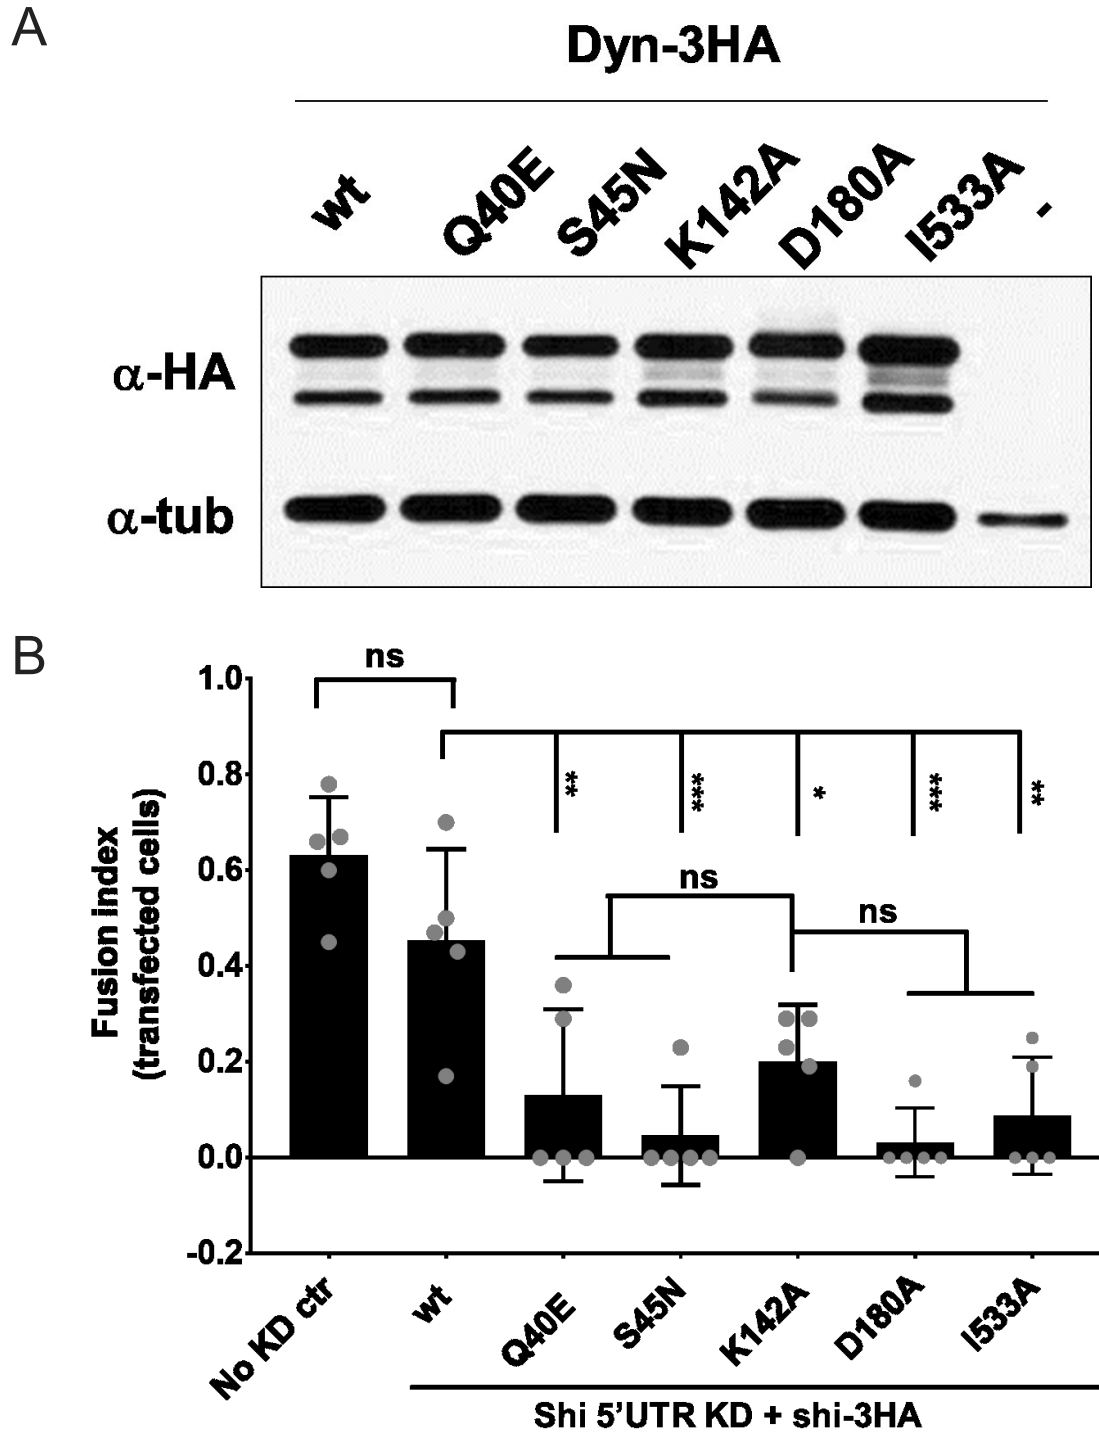 A
Dyn-3HA
wt Q40E S45N K142A D180A I533A -
α-HA
α-tub
B
ns
1.0
0.8
** *** * *** **
0.6
ns
ns
0.4
0.2
0.0
-0.2
Fusion index
(transfected cells)
No KD ctr wt Q40E S45N K142A D180A I533A
Shi 5’UTR KD + shi-3HA